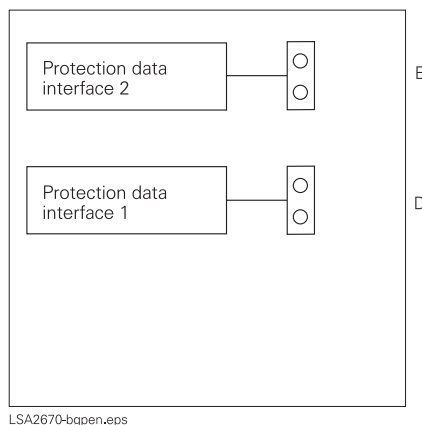 Protection data
interface 2
E
Protection data
interface 1
D
LSA2670-bgpen.eps